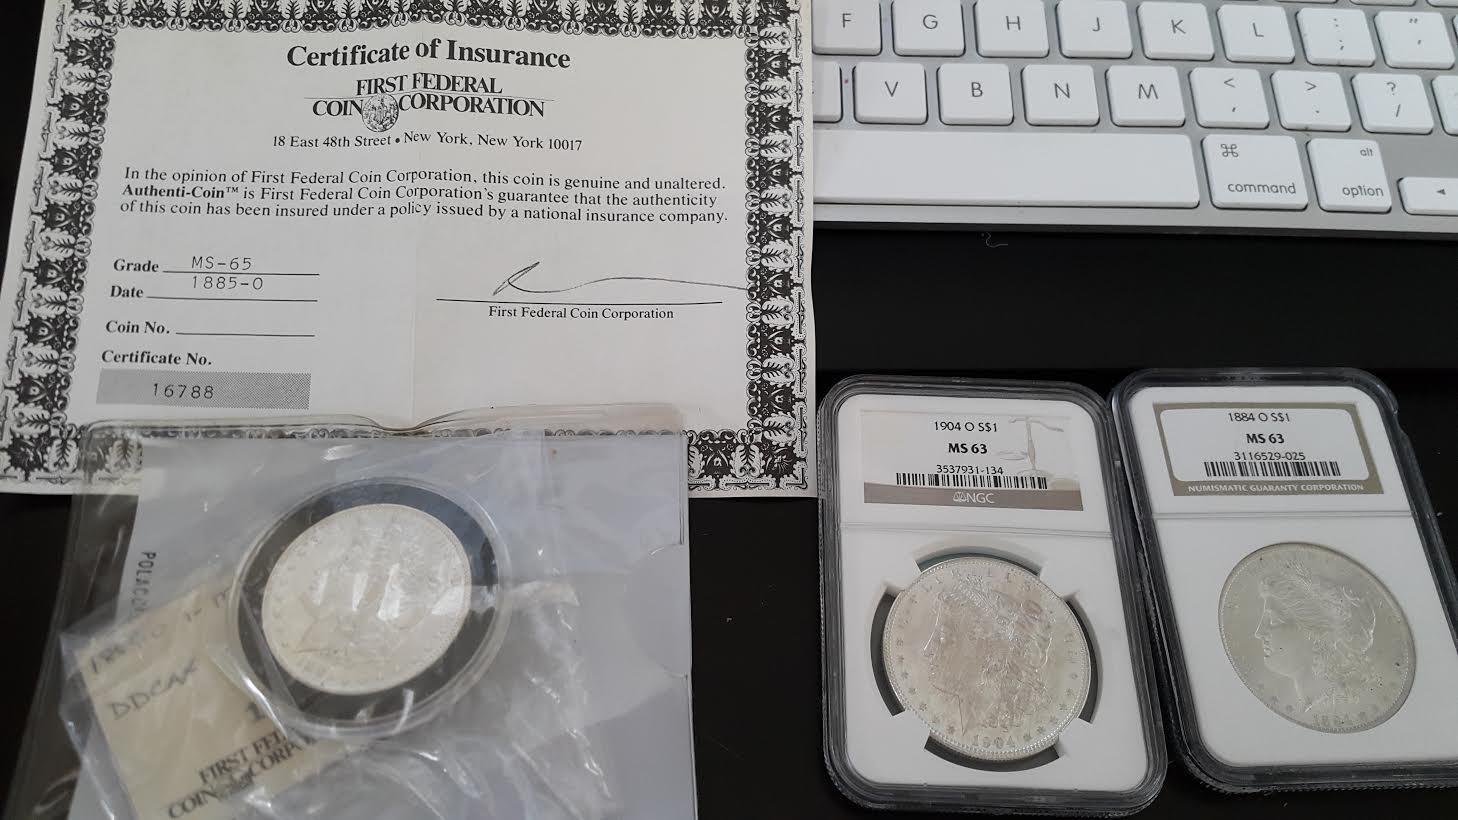 Certificate of Insurance
FIRST FEDERAL
COIN CORPORATION
18 East 48th Street • New York, New York 10017
In the opinion of First Federal Coin Corporation, this coin is genuine and unaltered.
Authenti-Coin™ is First Federal Coin Corporation's guarantee that the authenticity
of this coin has been insured under a policy issued by a national insurance company.
Grade MS-65
Date 1885-O
Coin No.
Certificate No.
16788
First Federal Coin Corporation
F G H J K L : ; " '
V B N M < , > . ? /
⌘ command alt option ◄
1904 O S$1
MS 63
3537931-134
NGC
1884 O S$1
MS 63
3116529-025
NUMISMATIC GUARANTY CORPORATION
1904
1884
FIRST
COIN CORP